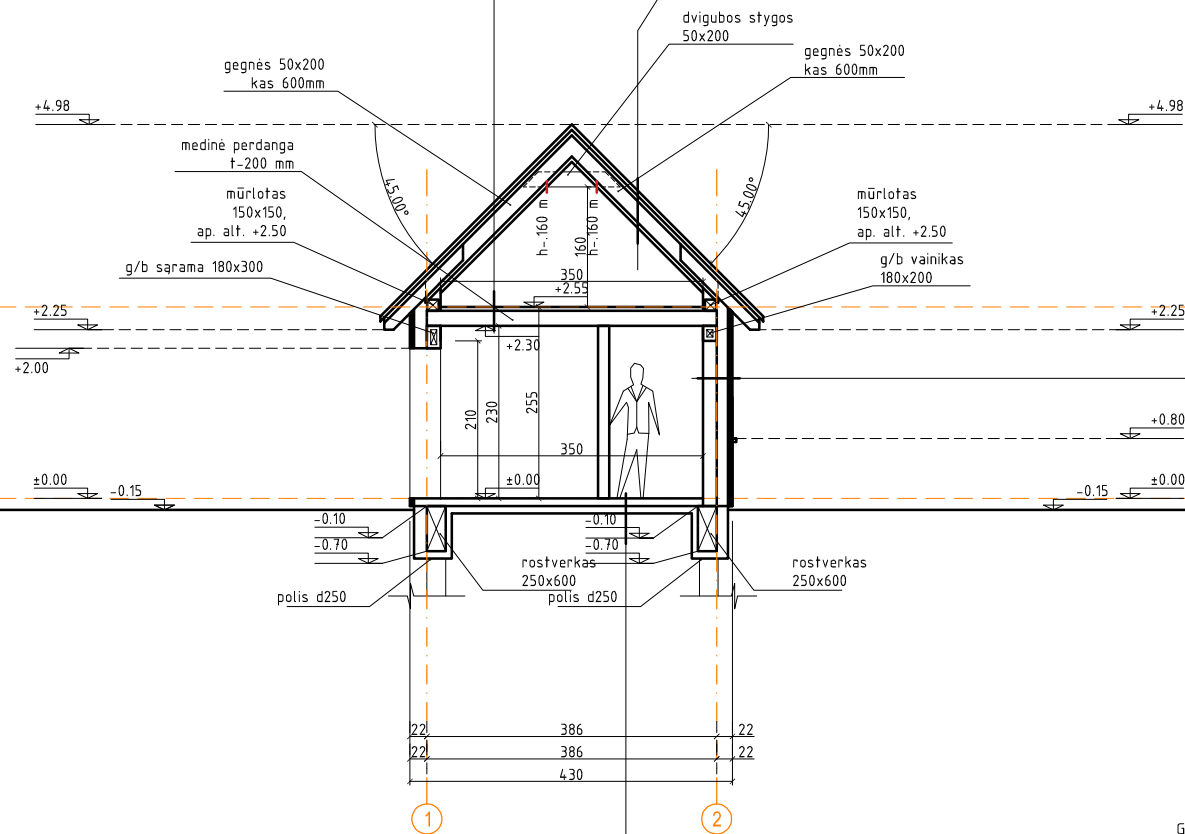 dvigubos stygos
50x200
gegnės 50x200
kas 600mm
gegnės 50x200
kas 600mm
+4.98
+4.98
medinė perdanga
t-200 mm
45.00°
45.00°
mūrlotas
150x150,
ap. alt. +2.50
mūrlotas
150x150,
ap. alt. +2.50
h-.160 m
160
h-.160 m
g/b sąrama 180x300
g/b vainikas
180x200
350
+2.55
+2.25
+2.25
+2.30
+2.00
210
230
255
+0.80
350
±0.00
±0.00
±0.00
-0.15
-0.15
-0.10
-0.10
-0.70
-0.70
rostverkas
250x600
rostverkas
250x600
polis d250
polis d250
22
386
22
22
386
22
430
1
2
G